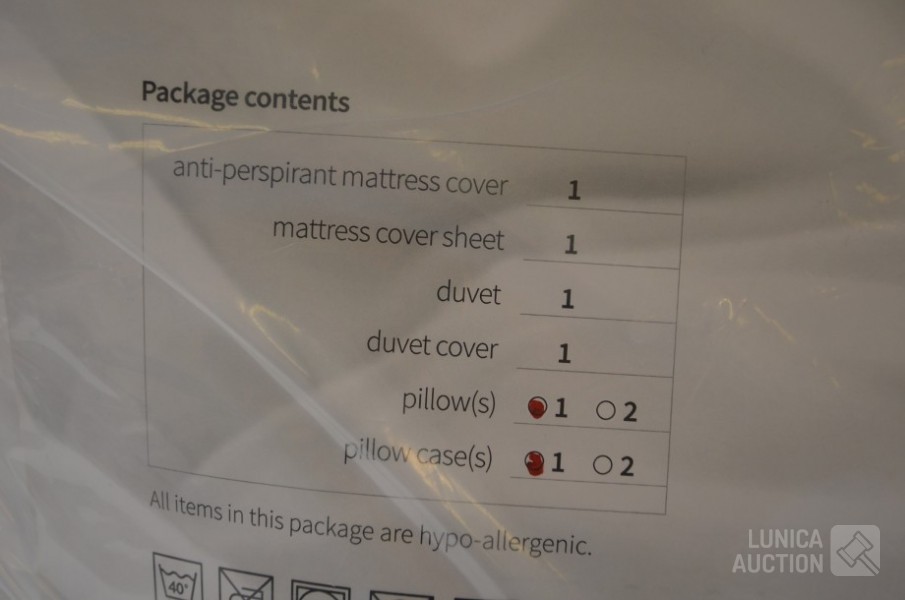 Package contents
anti-perspirant mattress cover 1
mattress cover sheet 1
duvet 1
duvet cover 1
pillow(s) 1 2
pillow case(s) 1 2
All items in this package are hypo-allergenic.
40°
LUNICA
AUCTION